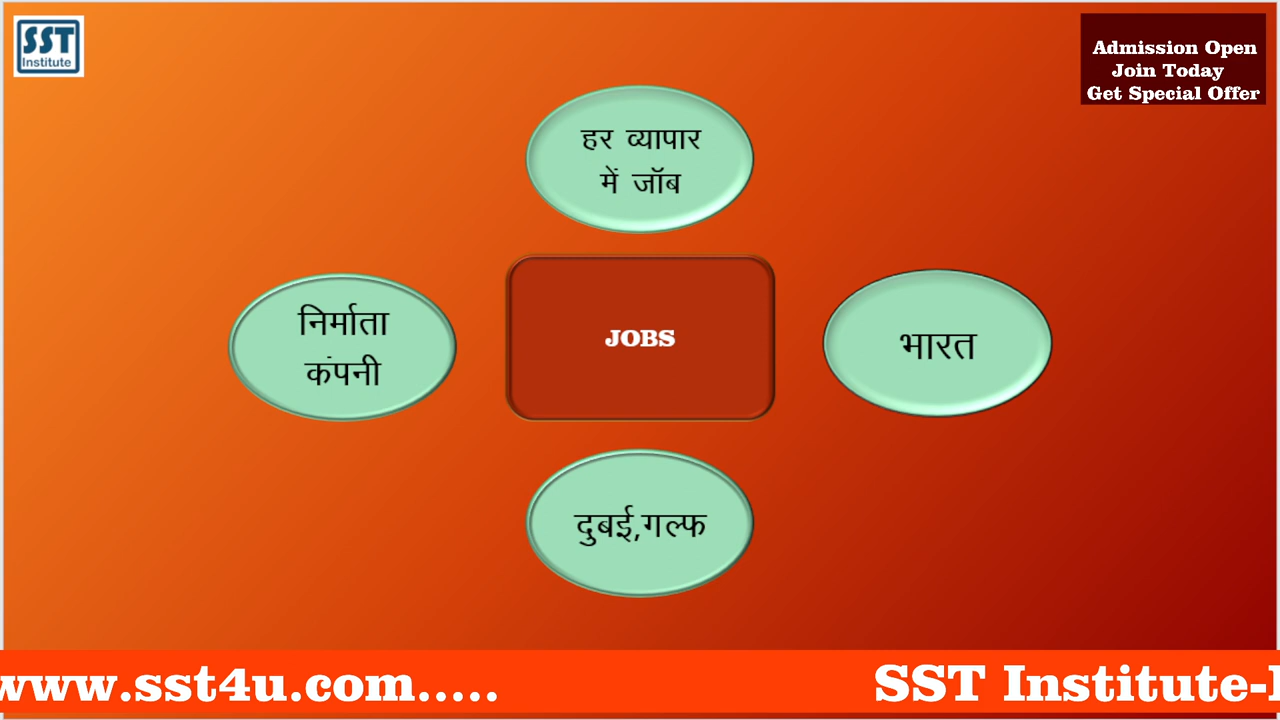 SST
Institute
Admission Open
Join Today
Get Special Offer
हर व्यापार
में जॉब
निर्माता
कंपनी
JOBS
भारत
दुबई,गल्फ
www.sst4u.com.....
SST Institute-